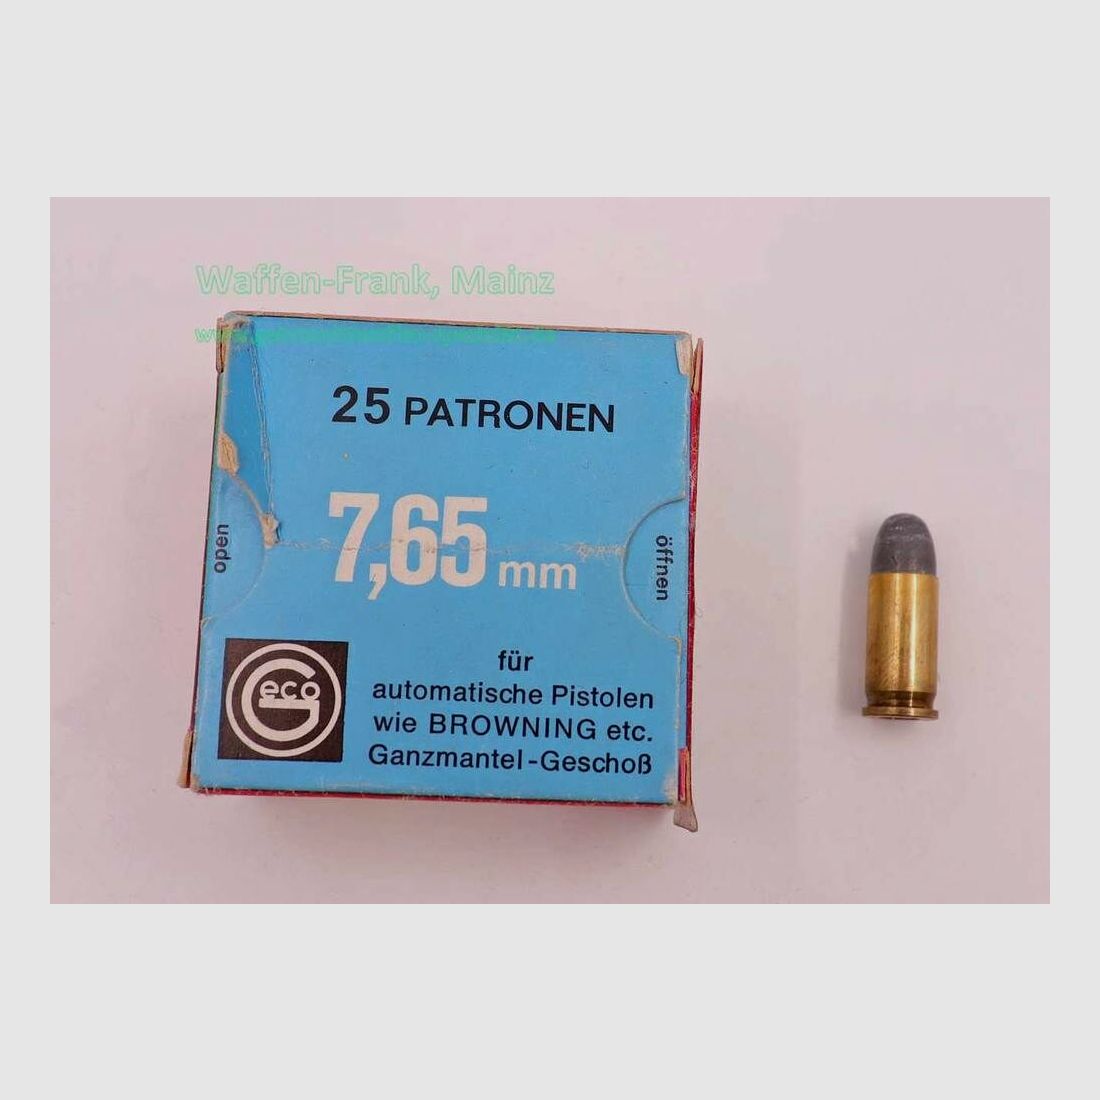 Waffen-Frank, Mainz
25 PATRONEN
7,65 mm
open
öffnen
Geco
für
automatische Pistolen
wie BROWNING etc.
Ganzmantel-Geschoß